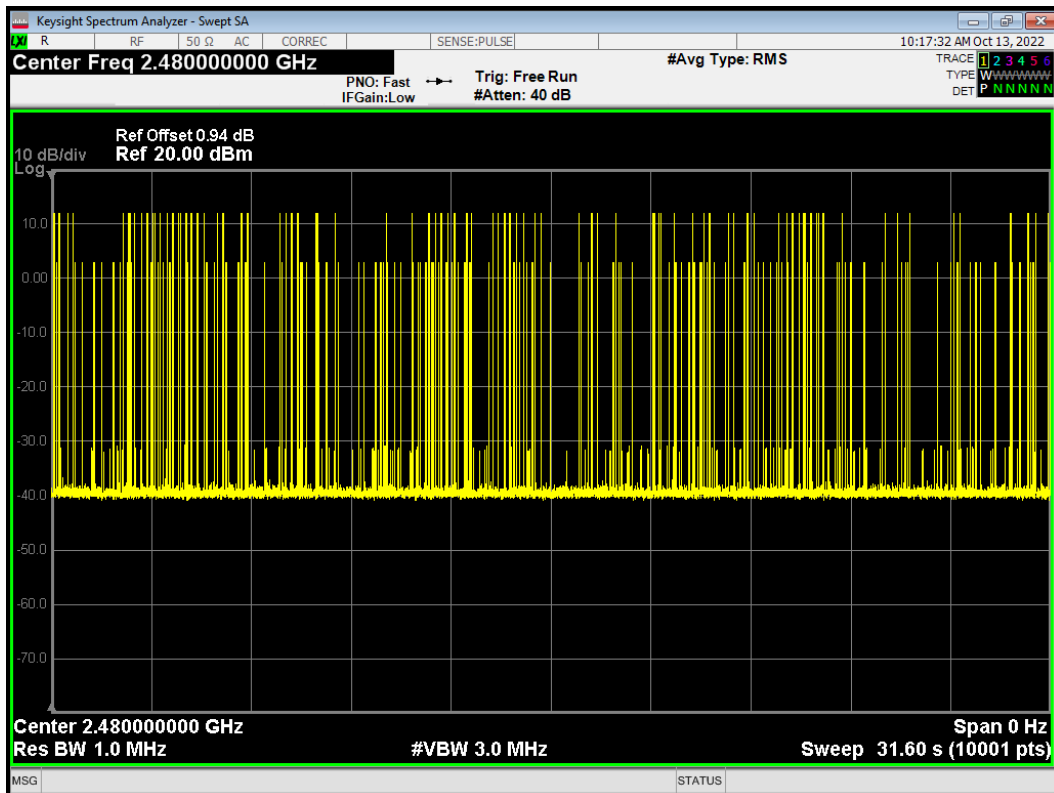 Keysight Spectrum Analyzer - Swept SA
LXI R RF 50 Ω AC CORREC SENSE:PULSE 10:17:32 AM Oct 13, 2022
Center Freq 2.480000000 GHz #Avg Type: RMS TRACE 1 2 3 4 5 6
PNO: Fast Trig: Free Run TYPE W
IFGain:Low #Atten: 40 dB DET P N N N N N
Ref Offset 0.94 dB
10 dB/div Ref 20.00 dBm
Log
10.0
0.00
-10.0
-20.0
-30.0
-40.0
-50.0
-60.0
-70.0
Center 2.480000000 GHz Span 0 Hz
Res BW 1.0 MHz #VBW 3.0 MHz Sweep 31.60 s (10001 pts)
MSG STATUS